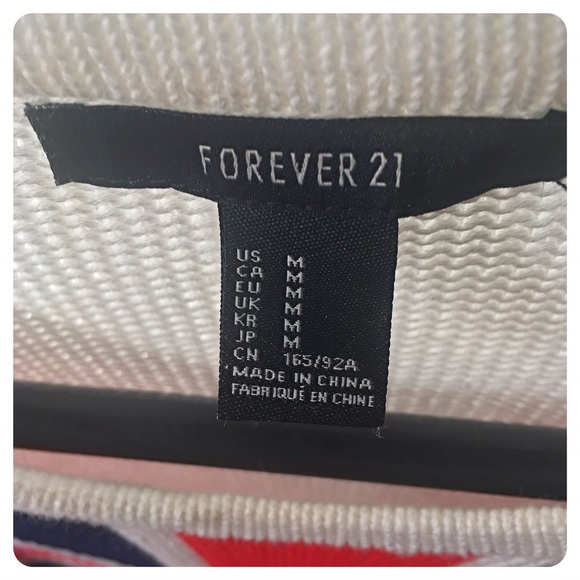 FOREVER 21
US M
CA M
EU M
UK M
KR M
JP M
CN 165/92A
MADE IN CHINA
FABRIQUÉ EN CHINE